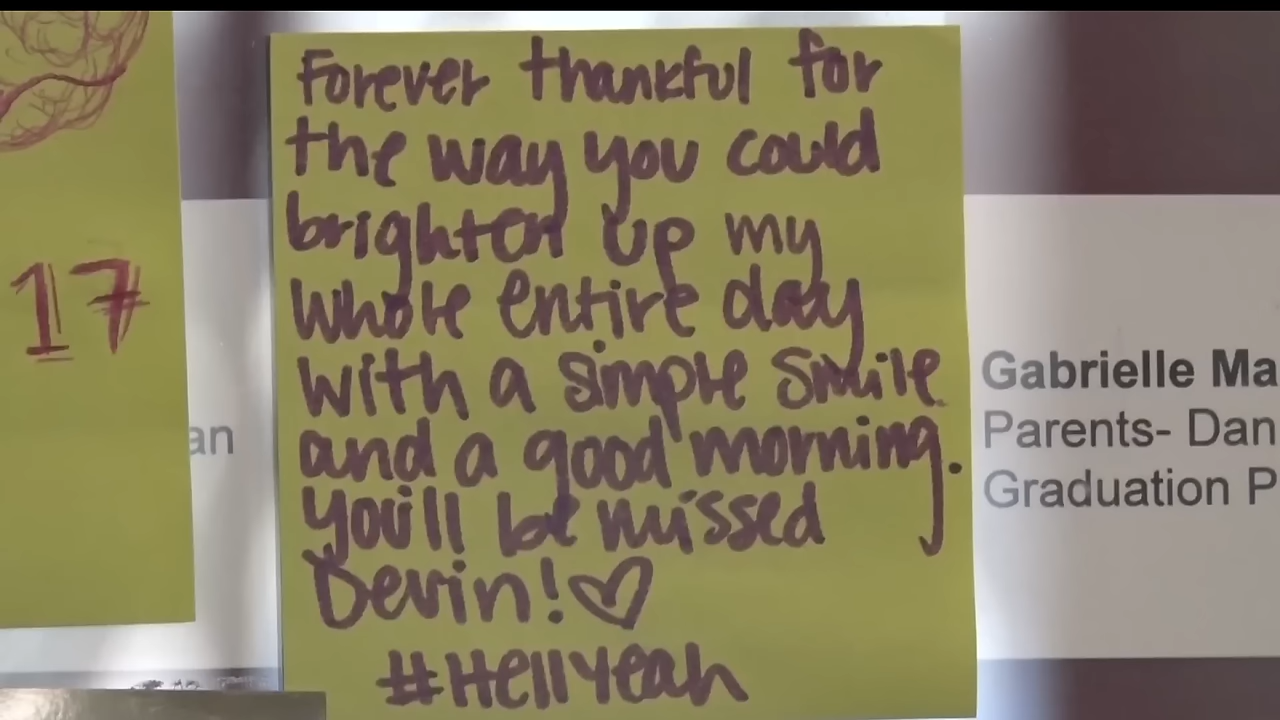 17
an
Forever thankful for
the way you could
brighten up my
whole entire day
with a simple smile
and a good morning.
You'll be missed
Devin! ♡
#HellYeah
Gabrielle Ma
Parents- Dan
Graduation P